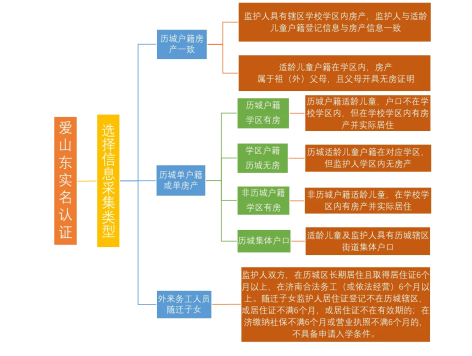 爱山东实名认证
选择信息采集类型
历城户籍房
产一致
监护人具有辖区学校学区内房产，监护人与适龄
儿童户籍登记信息与房产信息一致
适龄儿童户籍在学区内，房产
属于祖（外）父母，且父母开具无房证明
历城单户籍
或单房产
历城户籍
学区有房
历城户籍适龄儿童，户口不在学
校学区内，但在学校学区内有房
产并实际居住
学区户籍
历城无房
历城适龄儿童户籍在对应学区，
但监护人学区内无房产
非历城户籍
学区有房
非历城户籍适龄儿童，在学校学
区内有房产并实际居住
历城集体户口
适龄儿童及监护人具有历城辖区
街道集体户口
外来务工人员
随迁子女
监护人双方，在历城区长期居住且取得居住证6个
月以上，在济南合法务工（或依法经营）6个月以
上。随迁子女监护人居住证登记不在历城辖区，
或居住证不满6个月，或居住证不在有效期的；在
济缴纳社保不满6个月或营业执照不满6个月的，
不具备申请入学条件。